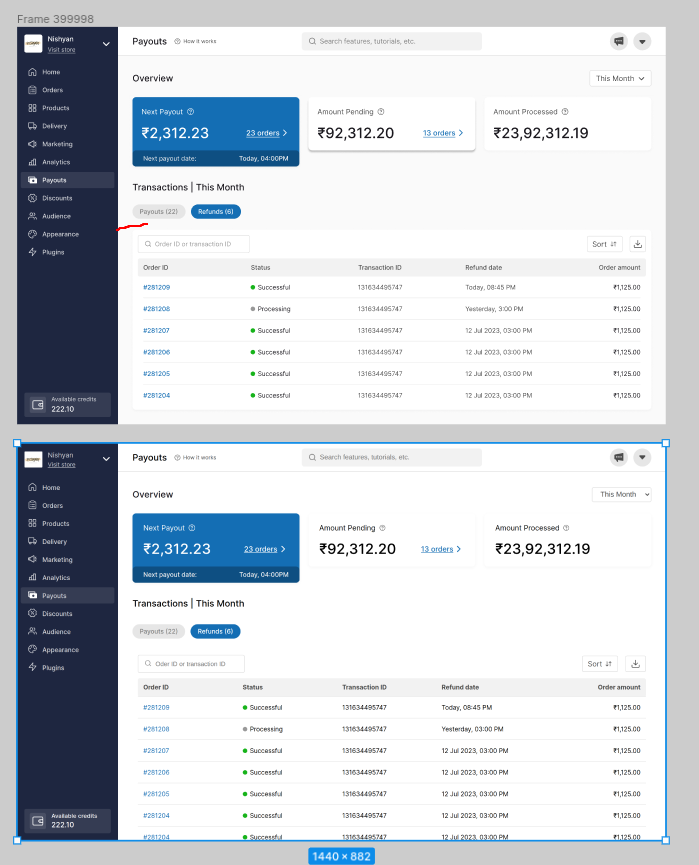 Frame 399998
Nishyan
Visit store
Home
Orders
Products
Delivery
Marketing
Analytics
Payouts
Discounts
Audience
Appearance
Plugins
Available credits
222.10
Payouts How it works Search features, tutorials, etc.
Overview This Month
Next Payout Amount Pending Amount Processed
₹2,312.23 23 orders ₹92,312.20 13 orders ₹23,92,312.19
Next payout date: Today, 04:00PM
Transactions | This Month
Payouts (22) Refunds (6)
Order ID or transaction ID Sort
Order ID Status Transaction ID Refund date Order amount
#281209 Successful 131634495747 Today, 08:45 PM ₹1,125.00
#281208 Processing 131634495747 Yesterday, 3:00 PM ₹1,125.00
#281207 Successful 131634495747 12 Jul 2023, 03:00 PM ₹1,125.00
#281206 Successful 131634495747 12 Jul 2023, 03:00 PM ₹1,125.00
#281205 Successful 131634495747 12 Jul 2023, 03:00 PM ₹1,125.00
#281204 Successful 131634495747 12 Jul 2023, 03:00 PM ₹1,125.00
Nishyan
Visit store
Home
Orders
Products
Delivery
Marketing
Analytics
Payouts
Discounts
Audience
Appearance
Plugins
Available credits
222.10
Payouts How it works Search features, tutorials, etc.
Overview This Month
Next Payout Amount Pending Amount Processed
₹2,312.23 23 orders ₹92,312.20 13 orders ₹23,92,312.19
Next payout date: Today, 04:00PM
Transactions | This Month
Payouts (22) Refunds (6)
Oder ID or transaction ID Sort
Order ID Status Transaction ID Refund date Order amount
#281209 Successful 131634495747 Today, 08:45 PM ₹1,125.00
#281208 Processing 131634495747 Yesterday, 03:00 PM ₹1,125.00
#281207 Successful 131634495747 12 Jul 2023, 03:00 PM ₹1,125.00
#281206 Successful 131634495747 12 Jul 2023, 03:00 PM ₹1,125.00
#281205 Successful 131634495747 12 Jul 2023, 03:00 PM ₹1,125.00
#281204 Successful 131634495747 12 Jul 2023, 03:00 PM ₹1,125.00
#281204 Successful 131634495747 12 Jul 2023, 03:00 PM ₹1,125.00
1440 × 882